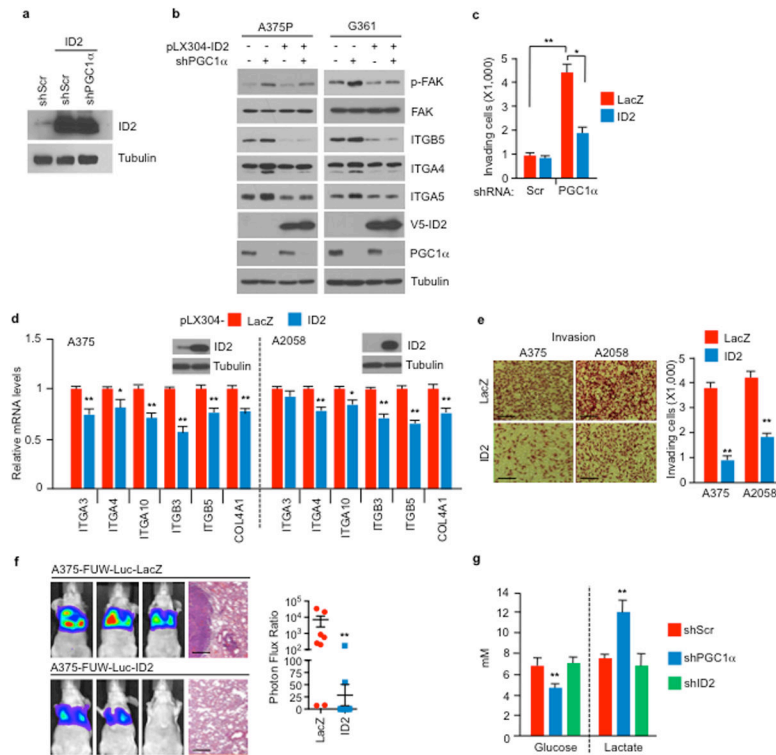 a
ID2
shScr
shScr
shPGC1α
ID2
Tubulin
b
A375P
G361
pLX304-ID2 - - + + - - + +
shPGC1α - + - + - + - +
p-FAK
FAK
ITGB5
ITGA4
ITGA5
V5-ID2
PGC1α
Tubulin
c
Invading cells (X1,000)
5
4
3
2
1
0
**
*
LacZ
ID2
shRNA: Scr PGC1α
d
pLX304- LacZ ID2
A375
ID2
Tubulin
A2058
ID2
Tubulin
Relative mRNA levels
1.5
1
0.5
0
** * ** ** ** **
** * ** ** **
ITGA3
ITGA4
ITGA10
ITGB3
ITGB5
COL4A1
ITGA3
ITGA4
ITGA10
ITGB3
ITGB5
COL4A1
e
Invasion
A375 A2058
LacZ
ID2
Invading cells (X1,000)
5
4
3
2
1
0
**
**
A375 A2058
LacZ
ID2
f
A375-FUW-Luc-LacZ
A375-FUW-Luc-ID2
Photon Flux Ratio
10⁵
10⁴
10³
10²
100
75
50
25
0
**
LacZ
ID2
g
mM
14
12
10
8
6
4
2
0
**
**
Glucose Lactate
shScr
shPGC1α
shID2